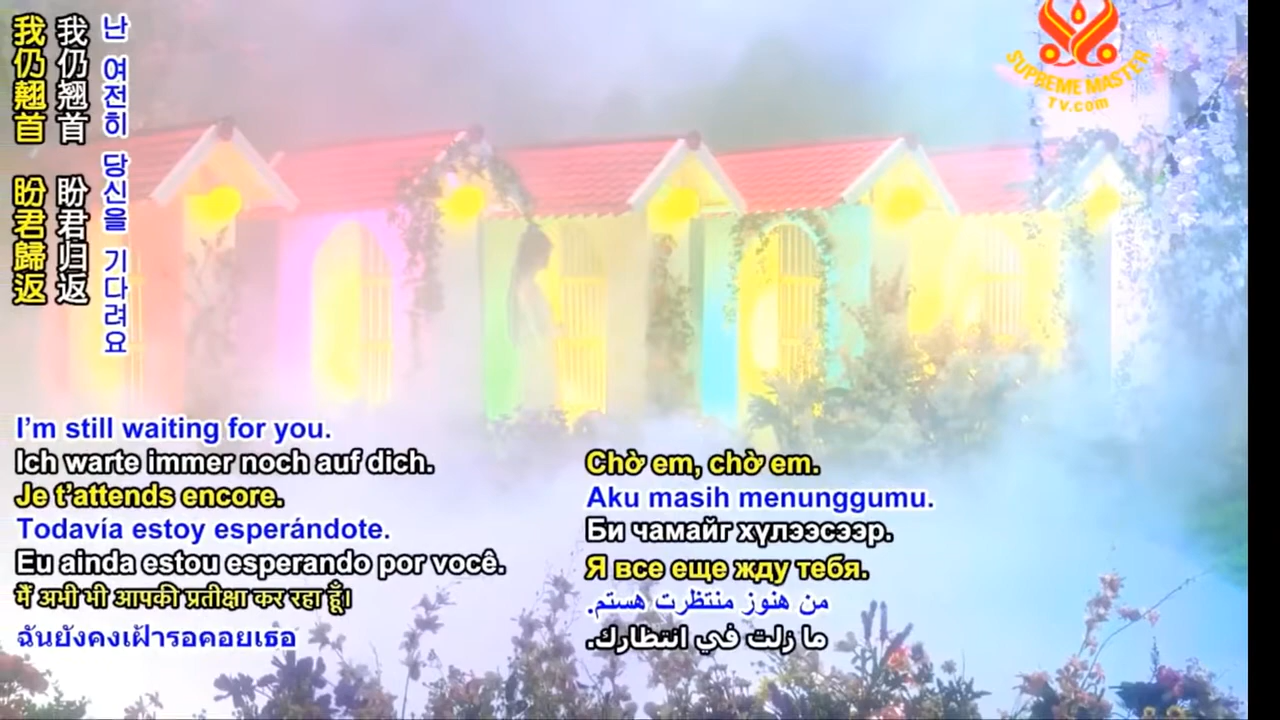 我仍翹首 盼君歸返
我仍翘首 盼君归返
난 여전히 당신을 기다려요
SUPREME MASTER
TV.com
I'm still waiting for you.
Ich warte immer noch auf dich.
Je t'attends encore.
Todavía estoy esperándote.
Eu ainda estou esperando por você.
मैं अभी भी आपकी प्रतीक्षा कर रहा हूँ।
ฉันยังคงเฝ้ารอคอยเธอ
Chờ em, chờ em.
Aku masih menunggumu.
Би чамайг хүлээсээр.
Я все еще жду тебя.
من هنوز منتظرت هستم.
ما زلت في انتظارك.